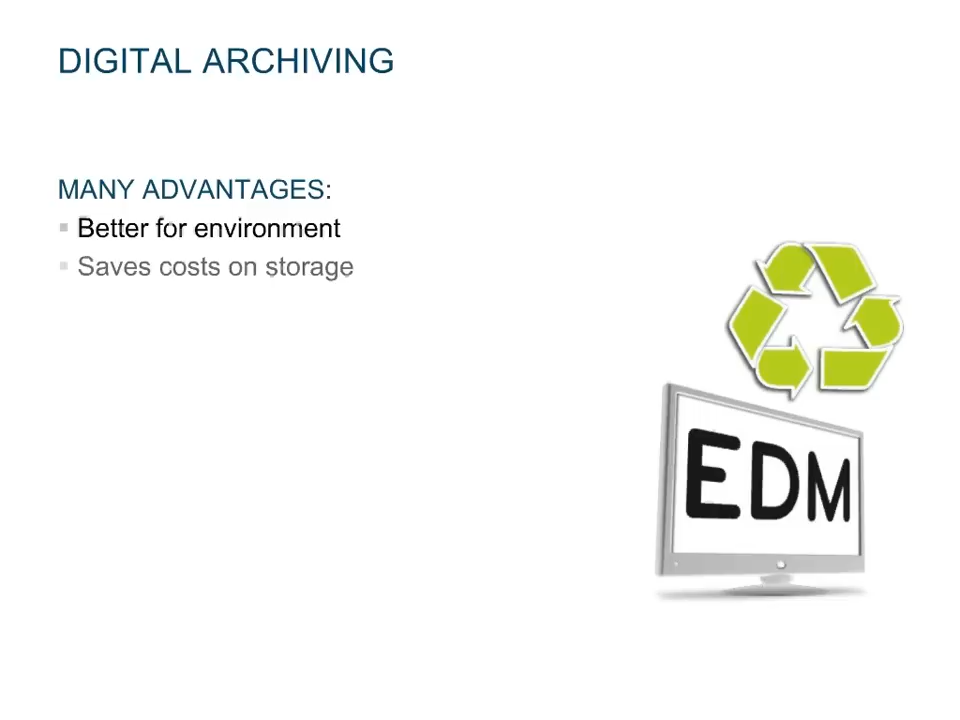 DIGITAL ARCHIVING
MANY ADVANTAGES:
▪ Better for environment
▪ Saves costs on storage
EDM